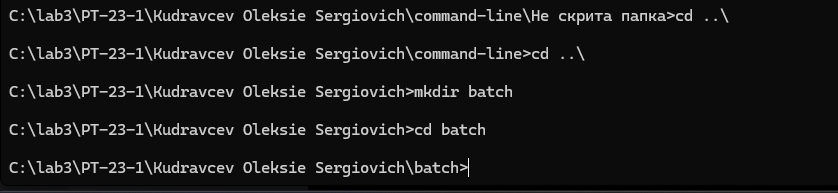 C:\lab3\PT-23-1\Kudravcev Oleksie Sergiovich\command-line\Не скрита папка>cd ..\
C:\lab3\PT-23-1\Kudravcev Oleksie Sergiovich\command-line>cd ..\
C:\lab3\PT-23-1\Kudravcev Oleksie Sergiovich>mkdir batch
C:\lab3\PT-23-1\Kudravcev Oleksie Sergiovich>cd batch
C:\lab3\PT-23-1\Kudravcev Oleksie Sergiovich\batch>